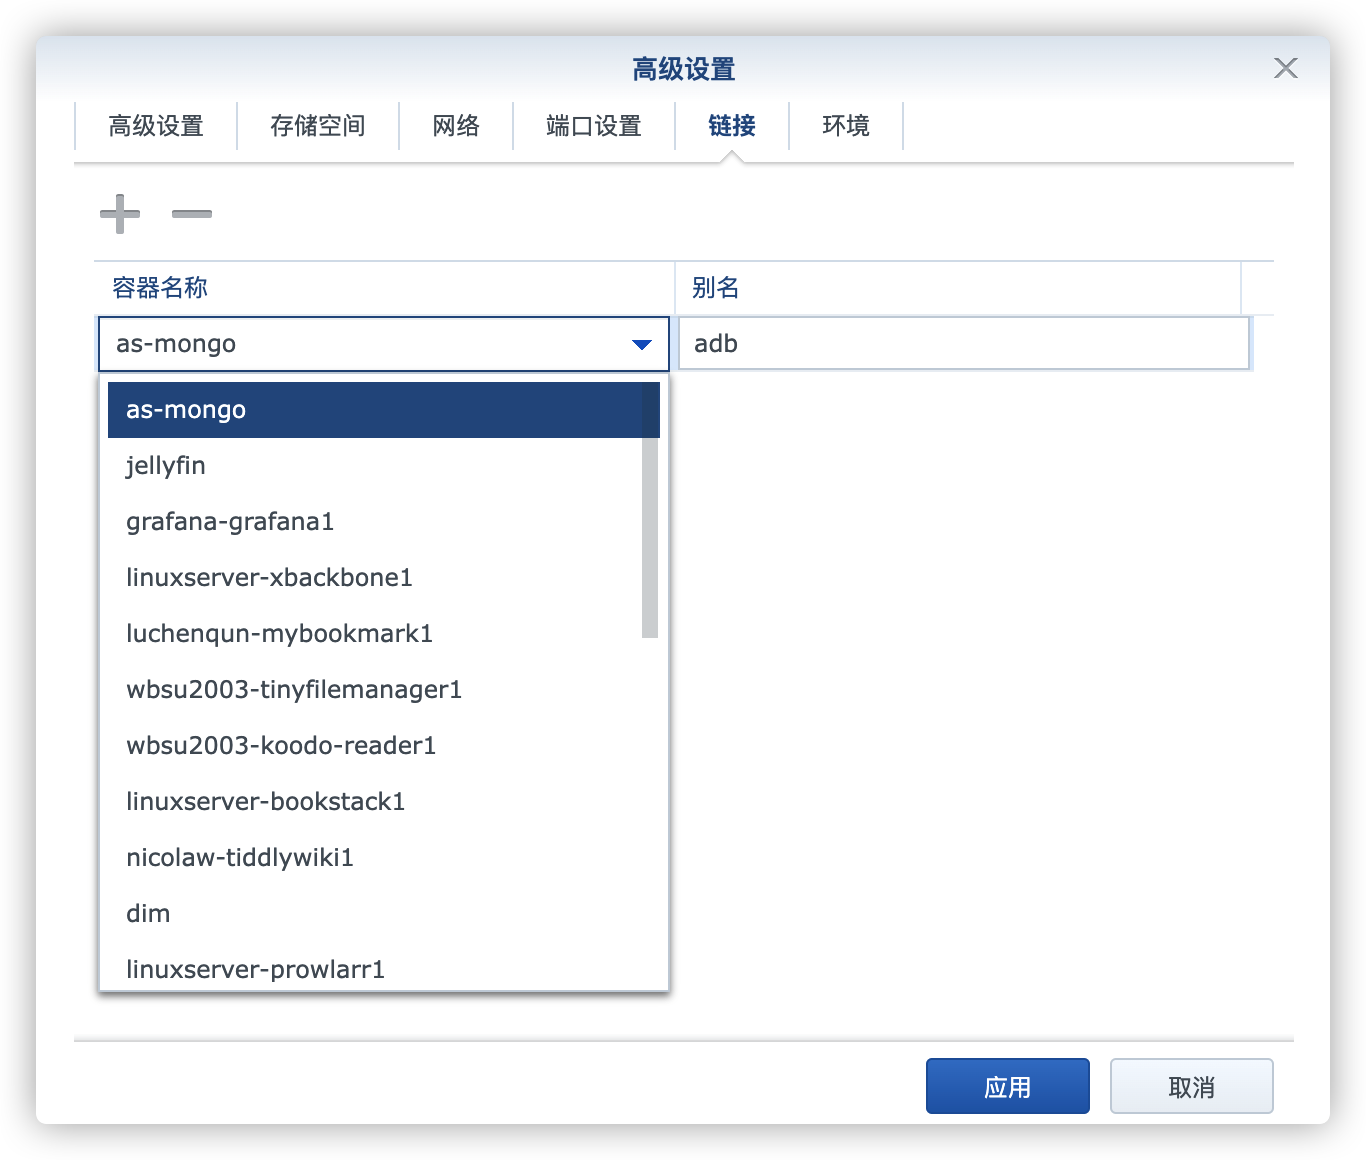 高级设置
高级设置 存储空间 网络 端口设置 链接 环境
容器名称 别名
as-mongo adb
as-mongo
jellyfin
grafana-grafana1
linuxserver-xbackbone1
luchenqun-mybookmark1
wbsu2003-tinyfilemanager1
wbsu2003-koodo-reader1
linuxserver-bookstack1
nicolaw-tiddlywiki1
dim
linuxserver-prowlarr1
应用 取消